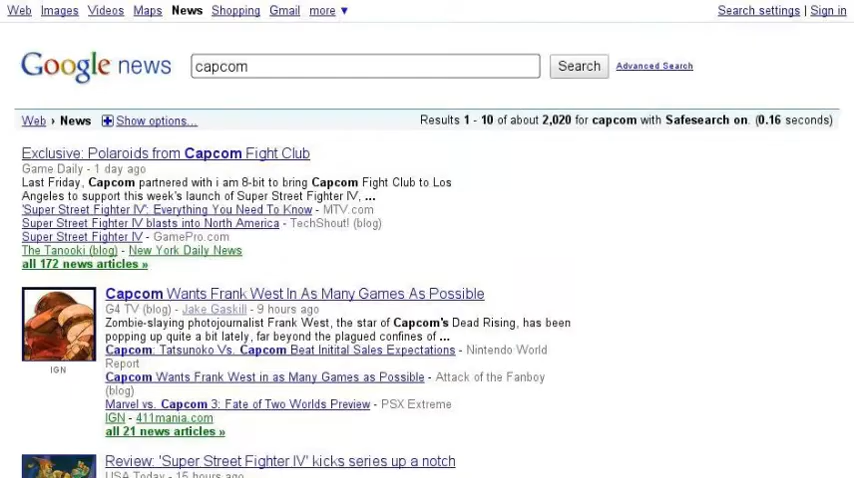 Web Images Videos Maps News Shopping Gmail more ▼ Search settings | Sign in
Google news capcom Search Advanced Search
Web › News Show options... Results 1 - 10 of about 2,020 for capcom with Safesearch on. (0.16 seconds)
Exclusive: Polaroids from Capcom Fight Club
Game Daily - 1 day ago
Last Friday, Capcom partnered with i am 8-bit to bring Capcom Fight Club to Los
Angeles to support this week's launch of Super Street Fighter IV, ...
'Super Street Fighter IV': Everything You Need To Know - MTV.com
Super Street Fighter IV blasts into North America - TechShout! (blog)
Super Street Fighter IV - GamePro.com
The Tanooki (blog) - New York Daily News
all 172 news articles »
Capcom Wants Frank West In As Many Games As Possible
G4 TV (blog) - Jake Gaskill - 9 hours ago
Zombie-slaying photojournalist Frank West, the star of Capcom's Dead Rising, has been
popping up quite a bit lately, far beyond the plagued confines of ...
Capcom: Tatsunoko Vs. Capcom Beat Initital Sales Expectations - Nintendo World
Report
Capcom Wants Frank West in as Many Games as Possible - Attack of the Fanboy
(blog)
Marvel vs. Capcom 3: Fate of Two Worlds Preview - PSX Extreme
IGN - 411mania.com
all 21 news articles »
IGN
Review: 'Super Street Fighter IV' kicks series up a notch
USA Today - 15 hours ago